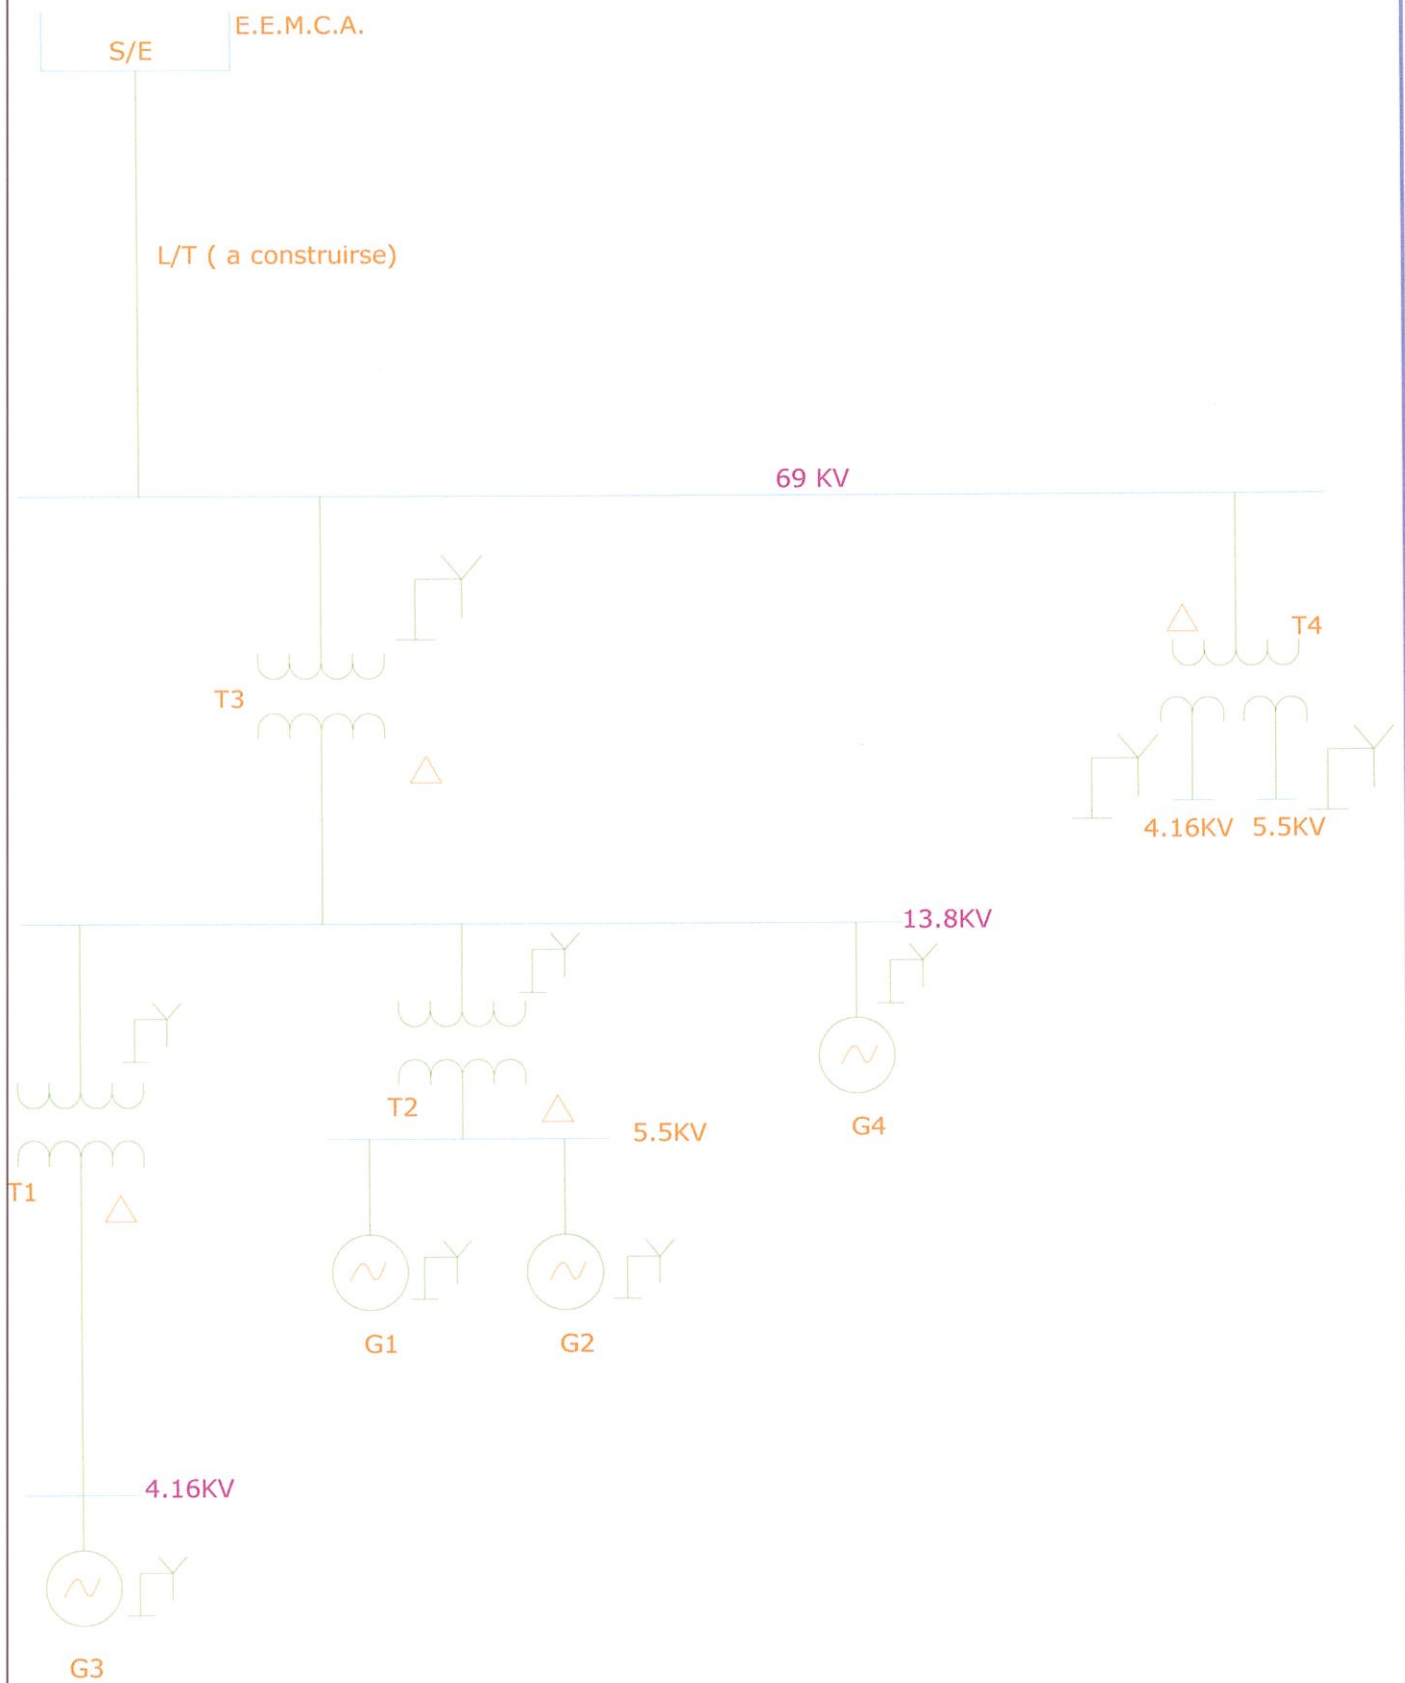 E.E.M.C.A.
S/E
L/T ( a construirse)
69 KV
T4
T3
4.16KV 5.5KV
13.8KV
T2
5.5KV
G4
T1
G1
G2
4.16KV
G3